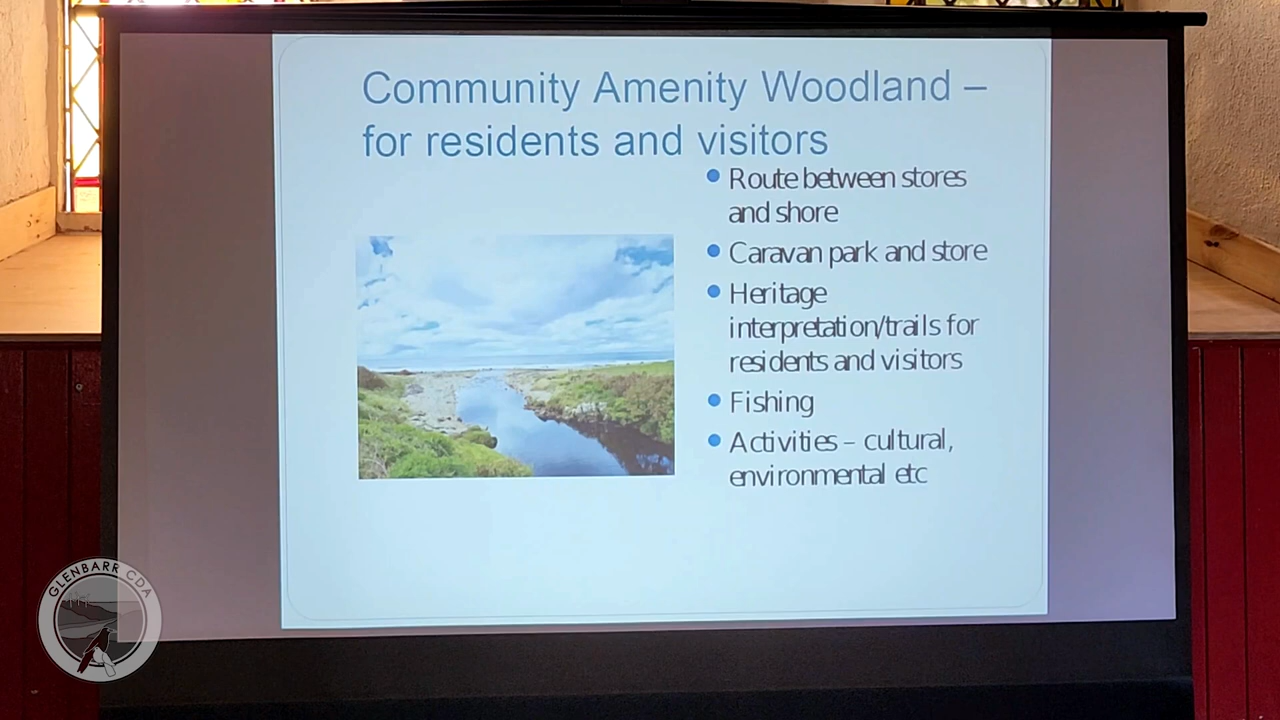 Community Amenity Woodland –
for residents and visitors
Route between stores
and shore
Caravan park and store
Heritage
interpretation/trails for
residents and visitors
Fishing
Activities – cultural,
environmental etc
GLENBARR CDA